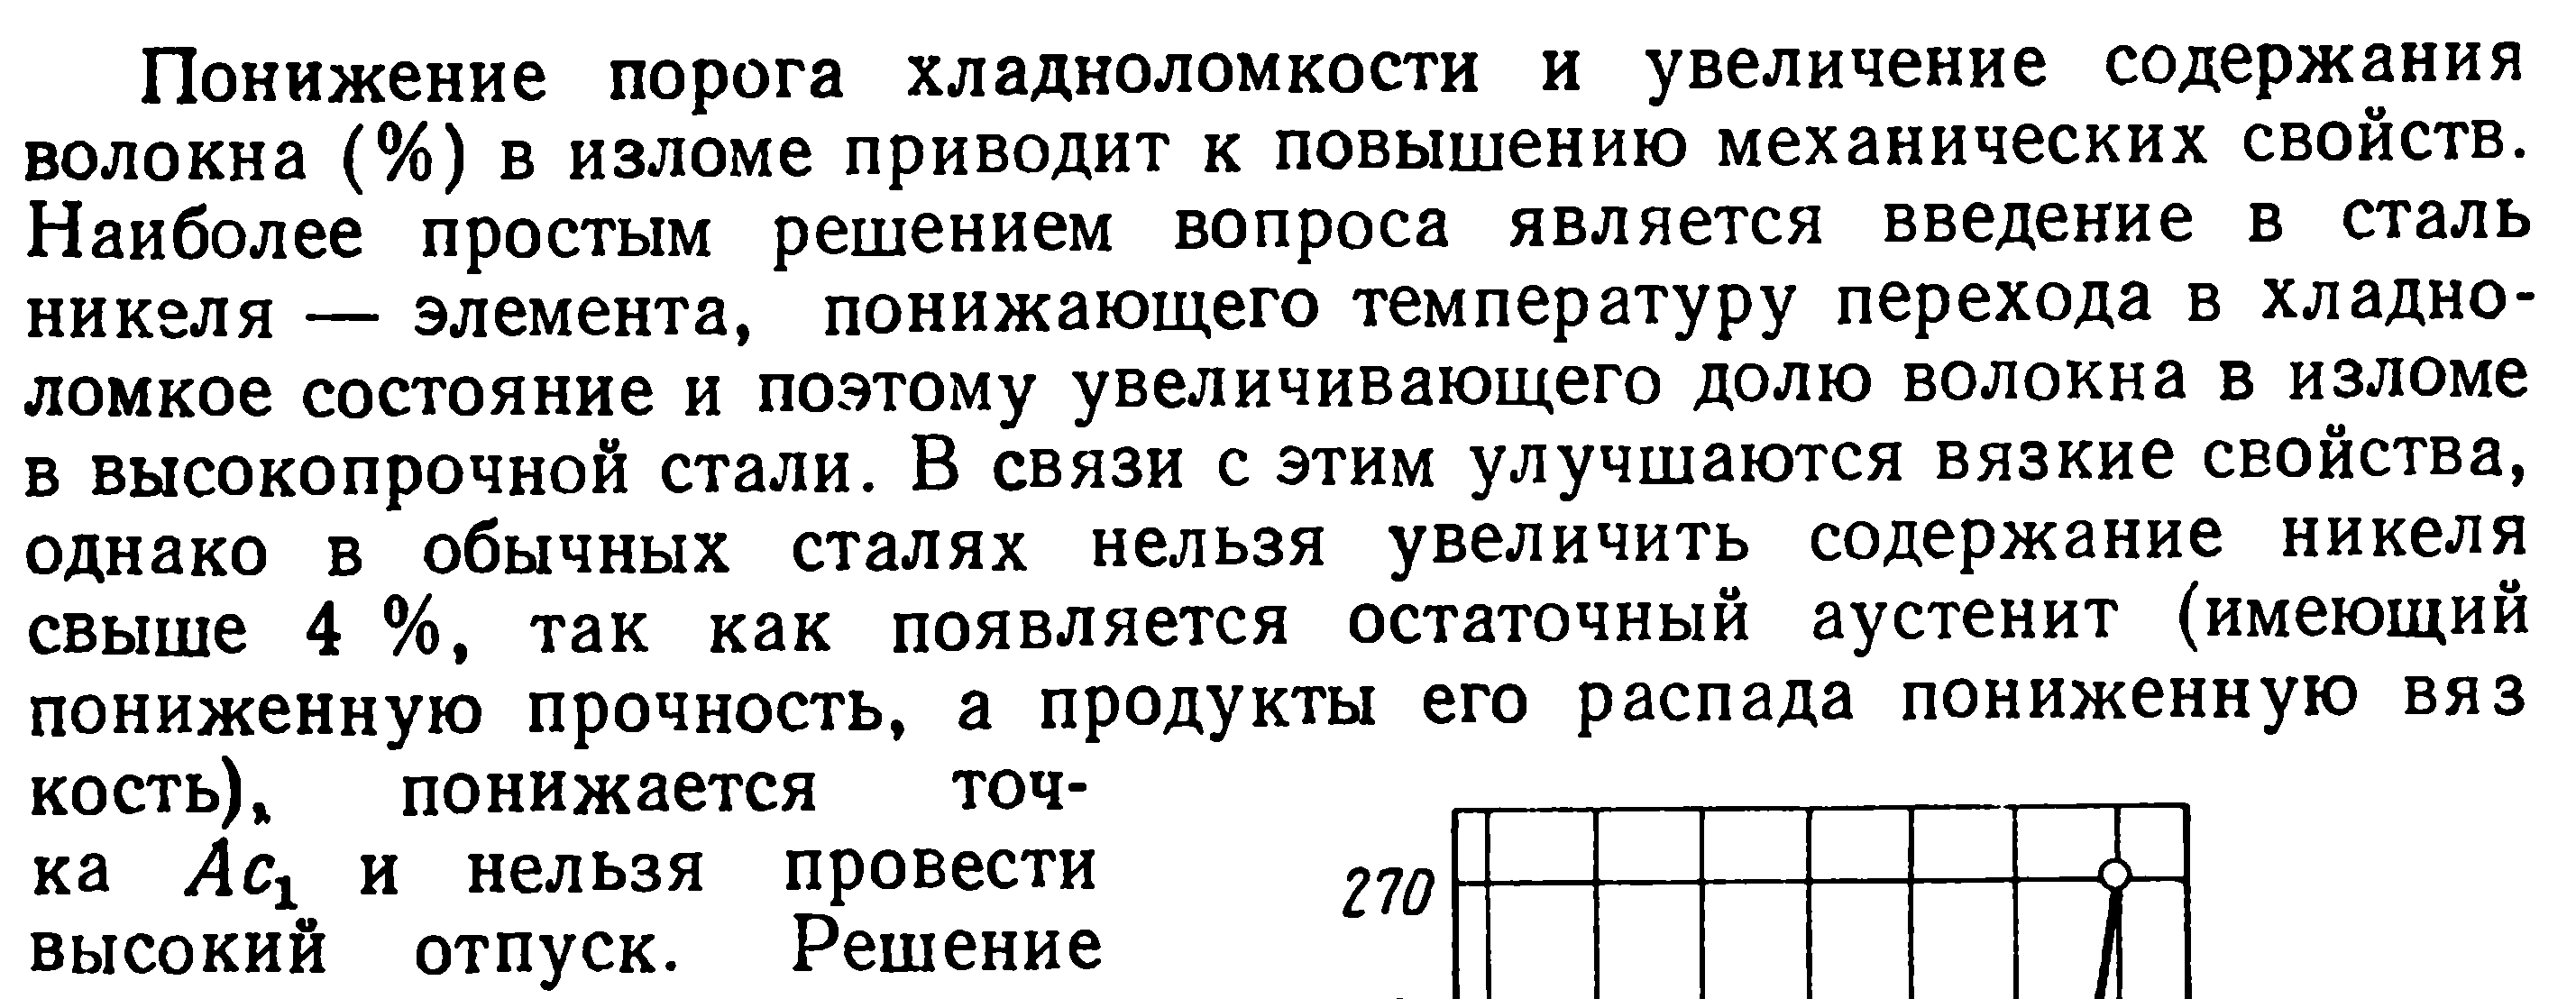 Понижение порога хладноломкости и увеличение содержания
волокна (%) в изломе приводит к повышению механических свойств.
Наиболее простым решением вопроса является введение в сталь
никеля — элемента, понижающего температуру перехода в хладно-
ломкое состояние и поэтому увеличивающего долю волокна в изломе
в высокопрочной стали. В связи с этим улучшаются вязкие свойства,
однако в обычных сталях нельзя увеличить содержание никеля
свыше 4 %, так как появляется остаточный аустенит (имеющий
пониженную прочность, а продукты его распада пониженную вяз
кость), понижается точ-
ка Ac₁ и нельзя провести
высокий отпуск. Решение
270